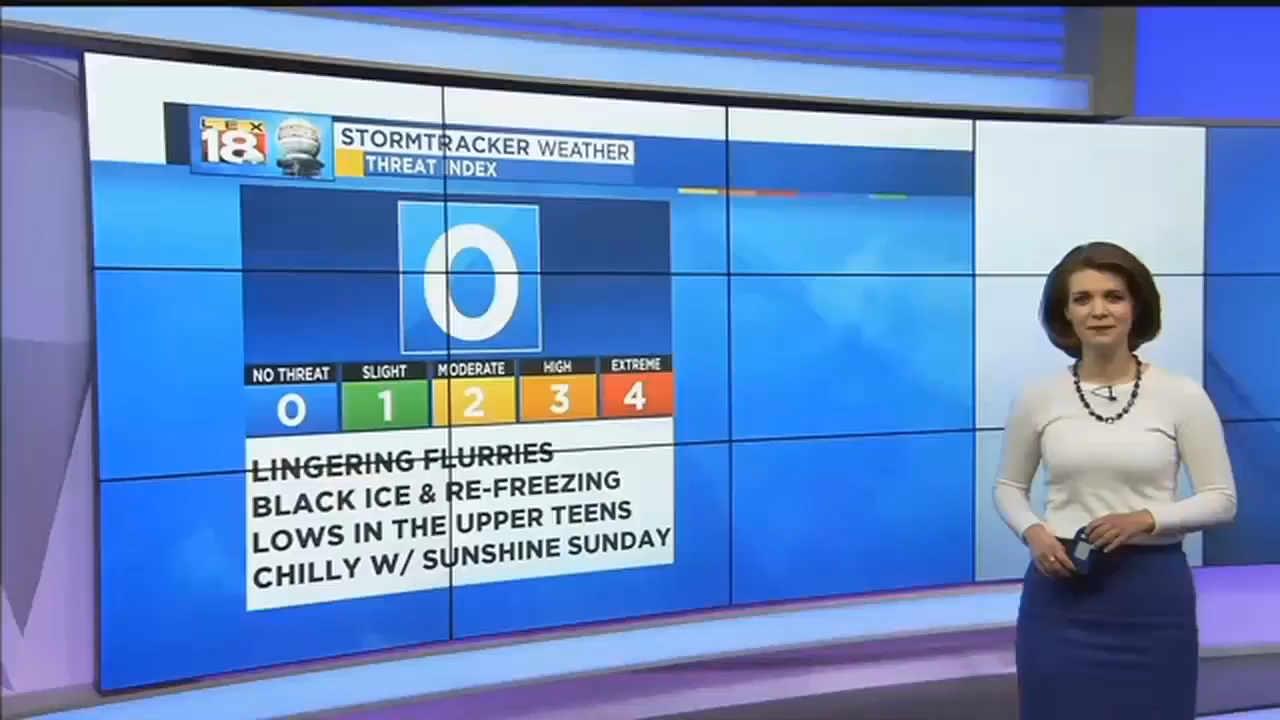 LEX
18
STORMTRACKER WEATHER
THREAT INDEX
0
NO THREAT SLIGHT MODERATE HIGH EXTREME
0 1 2 3 4
LINGERING FLURRIES
BLACK ICE & RE-FREEZING
LOWS IN THE UPPER TEENS
CHILLY W/ SUNSHINE SUNDAY